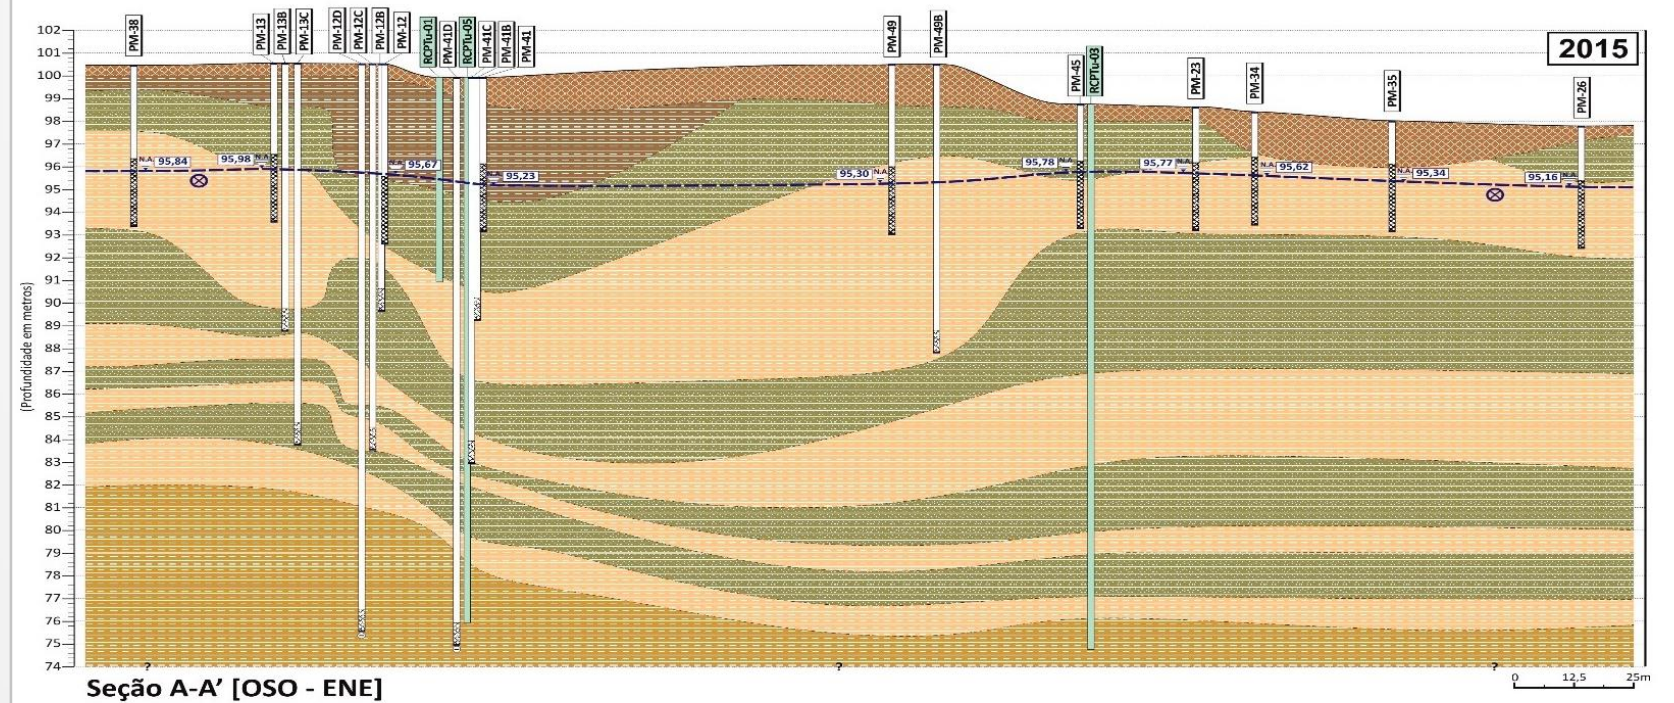 2015
PM-38
PM-13
PM-13B
PM-13C
PM-12D
PM-12C
PM-12B
PM-12
RCPTu-01
PM-41D
RCPTu-05
PM-41C
PM-41B
PM-41
PM-49
PM-49B
PM-45
RCPTu-03
PM-23
PM-34
PM-35
PM-26
(Profundidade em metros)
102
101
100
99
98
97
96
95
94
93
92
91
90
89
88
87
86
85
84
83
82
81
80
79
78
77
76
75
74
N.A 95,84
95,98 N.A
N.A 95,67
N.A 95,23
95,30 N.A
95,78 N.A
95,77 N.A
N.A 95,62
N.A 95,34
95,16 N.A
? ? ?
Seção A-A’ [OSO - ENE]
0 12,5 25m